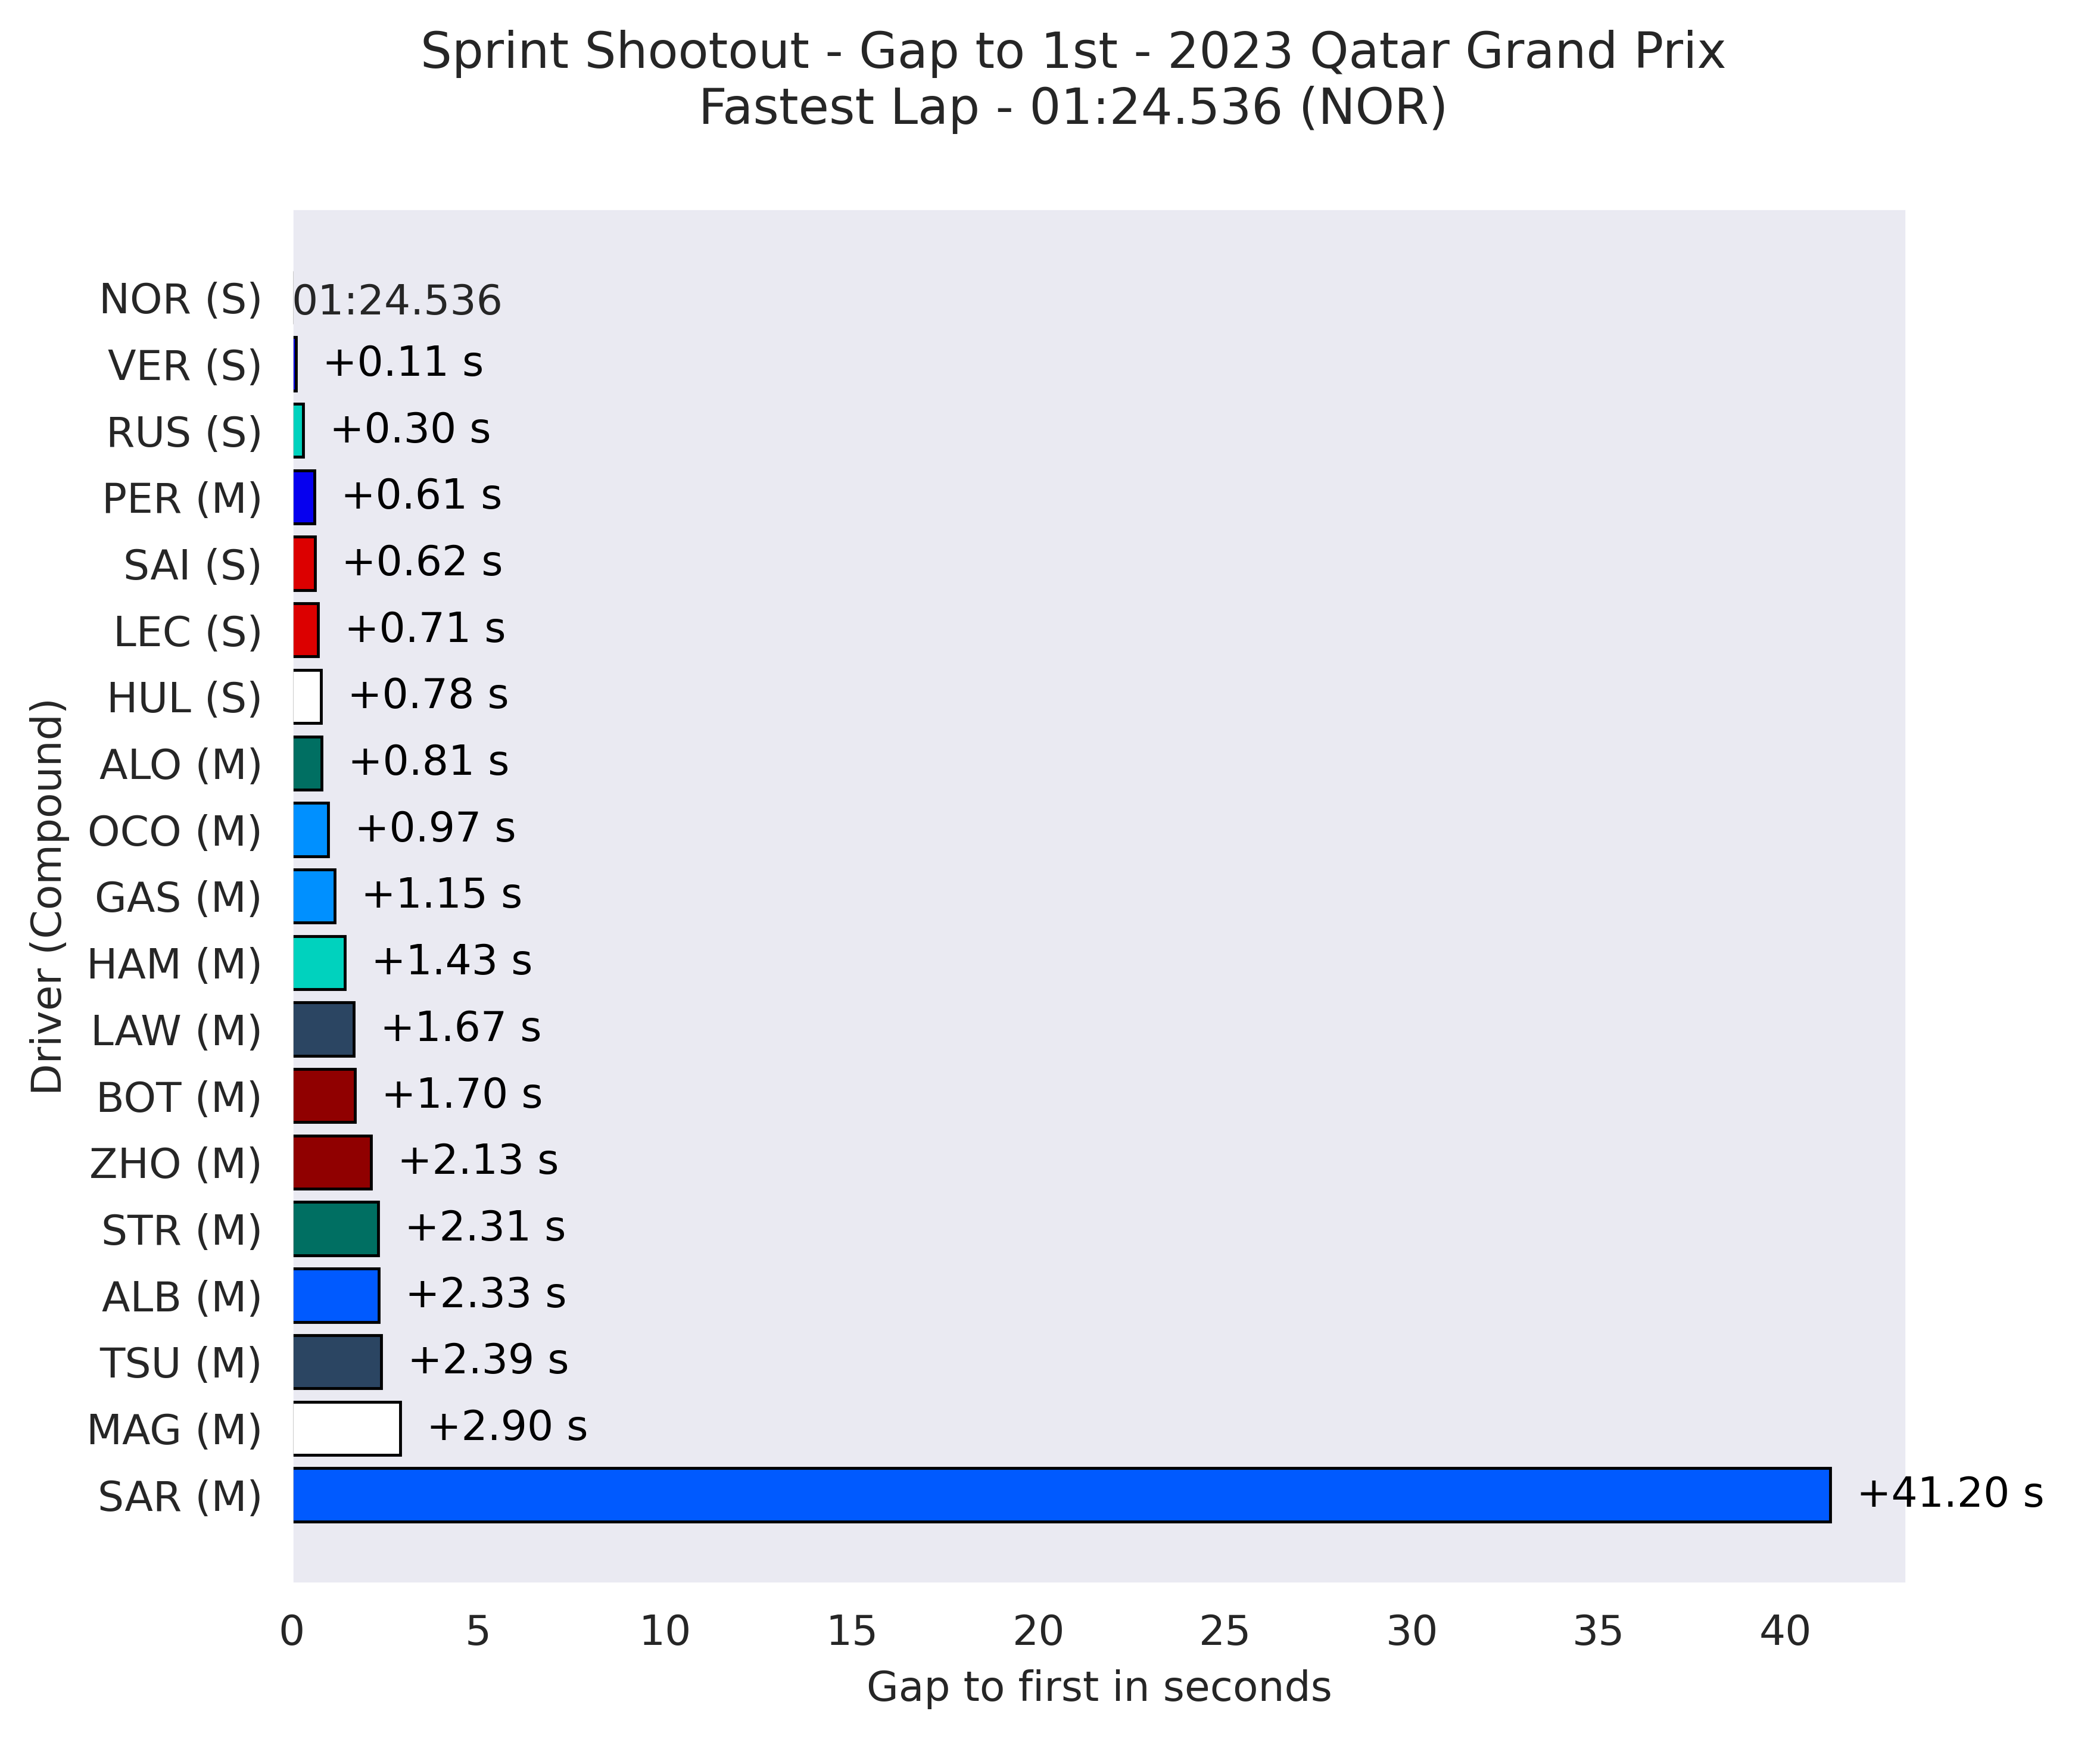 Sprint Shootout - Gap to 1st - 2023 Qatar Grand Prix
Fastest Lap - 01:24.536 (NOR)
Driver (Compound)
NOR (S) 01:24.536
VER (S) +0.11 s
RUS (S) +0.30 s
PER (M) +0.61 s
SAI (S) +0.62 s
LEC (S) +0.71 s
HUL (S) +0.78 s
ALO (M) +0.81 s
OCO (M) +0.97 s
GAS (M) +1.15 s
HAM (M) +1.43 s
LAW (M) +1.67 s
BOT (M) +1.70 s
ZHO (M) +2.13 s
STR (M) +2.31 s
ALB (M) +2.33 s
TSU (M) +2.39 s
MAG (M) +2.90 s
SAR (M) +41.20 s
0 5 10 15 20 25 30 35 40
Gap to first in seconds